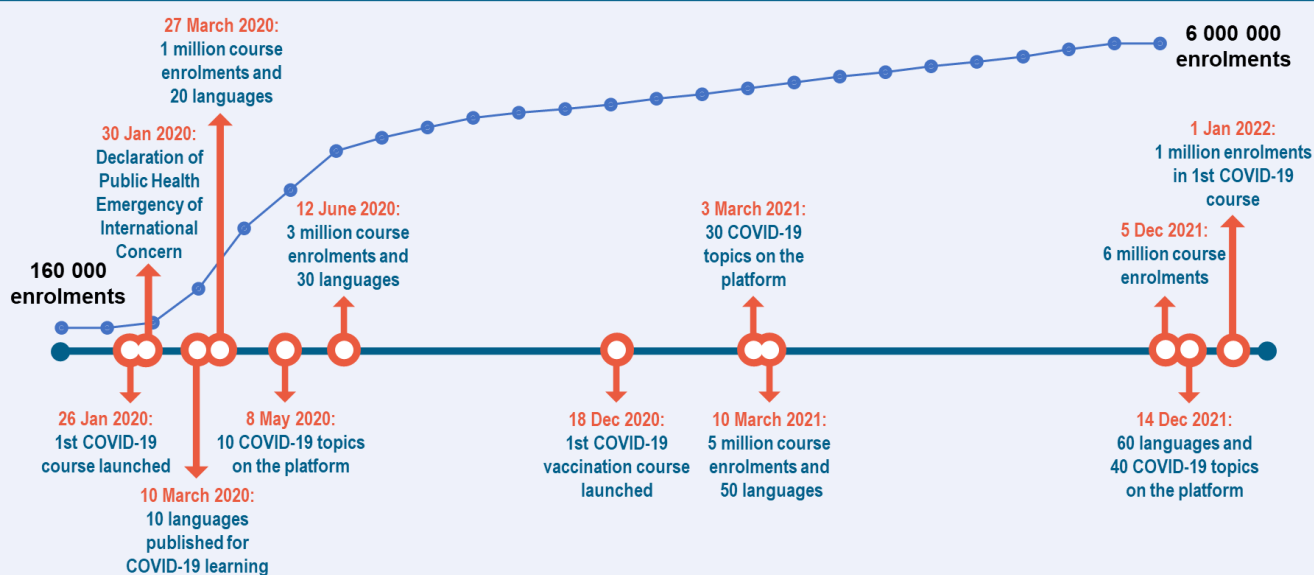 27 March 2020:
1 million course
enrolments and
20 languages
6 000 000
enrolments
30 Jan 2020:
Declaration of
Public Health
Emergency of
International
Concern
1 Jan 2022:
1 million enrolments
in 1st COVID-19
course
12 June 2020:
3 million course
enrolments and
30 languages
3 March 2021:
30 COVID-19
topics on the
platform
5 Dec 2021:
6 million course
enrolments
160 000
enrolments
26 Jan 2020:
1st COVID-19
course launched
8 May 2020:
10 COVID-19 topics
on the platform
18 Dec 2020:
1st COVID-19
vaccination course
launched
10 March 2021:
5 million course
enrolments and
50 languages
14 Dec 2021:
60 languages and
40 COVID-19 topics
on the platform
10 March 2020:
10 languages
published for
COVID-19 learning